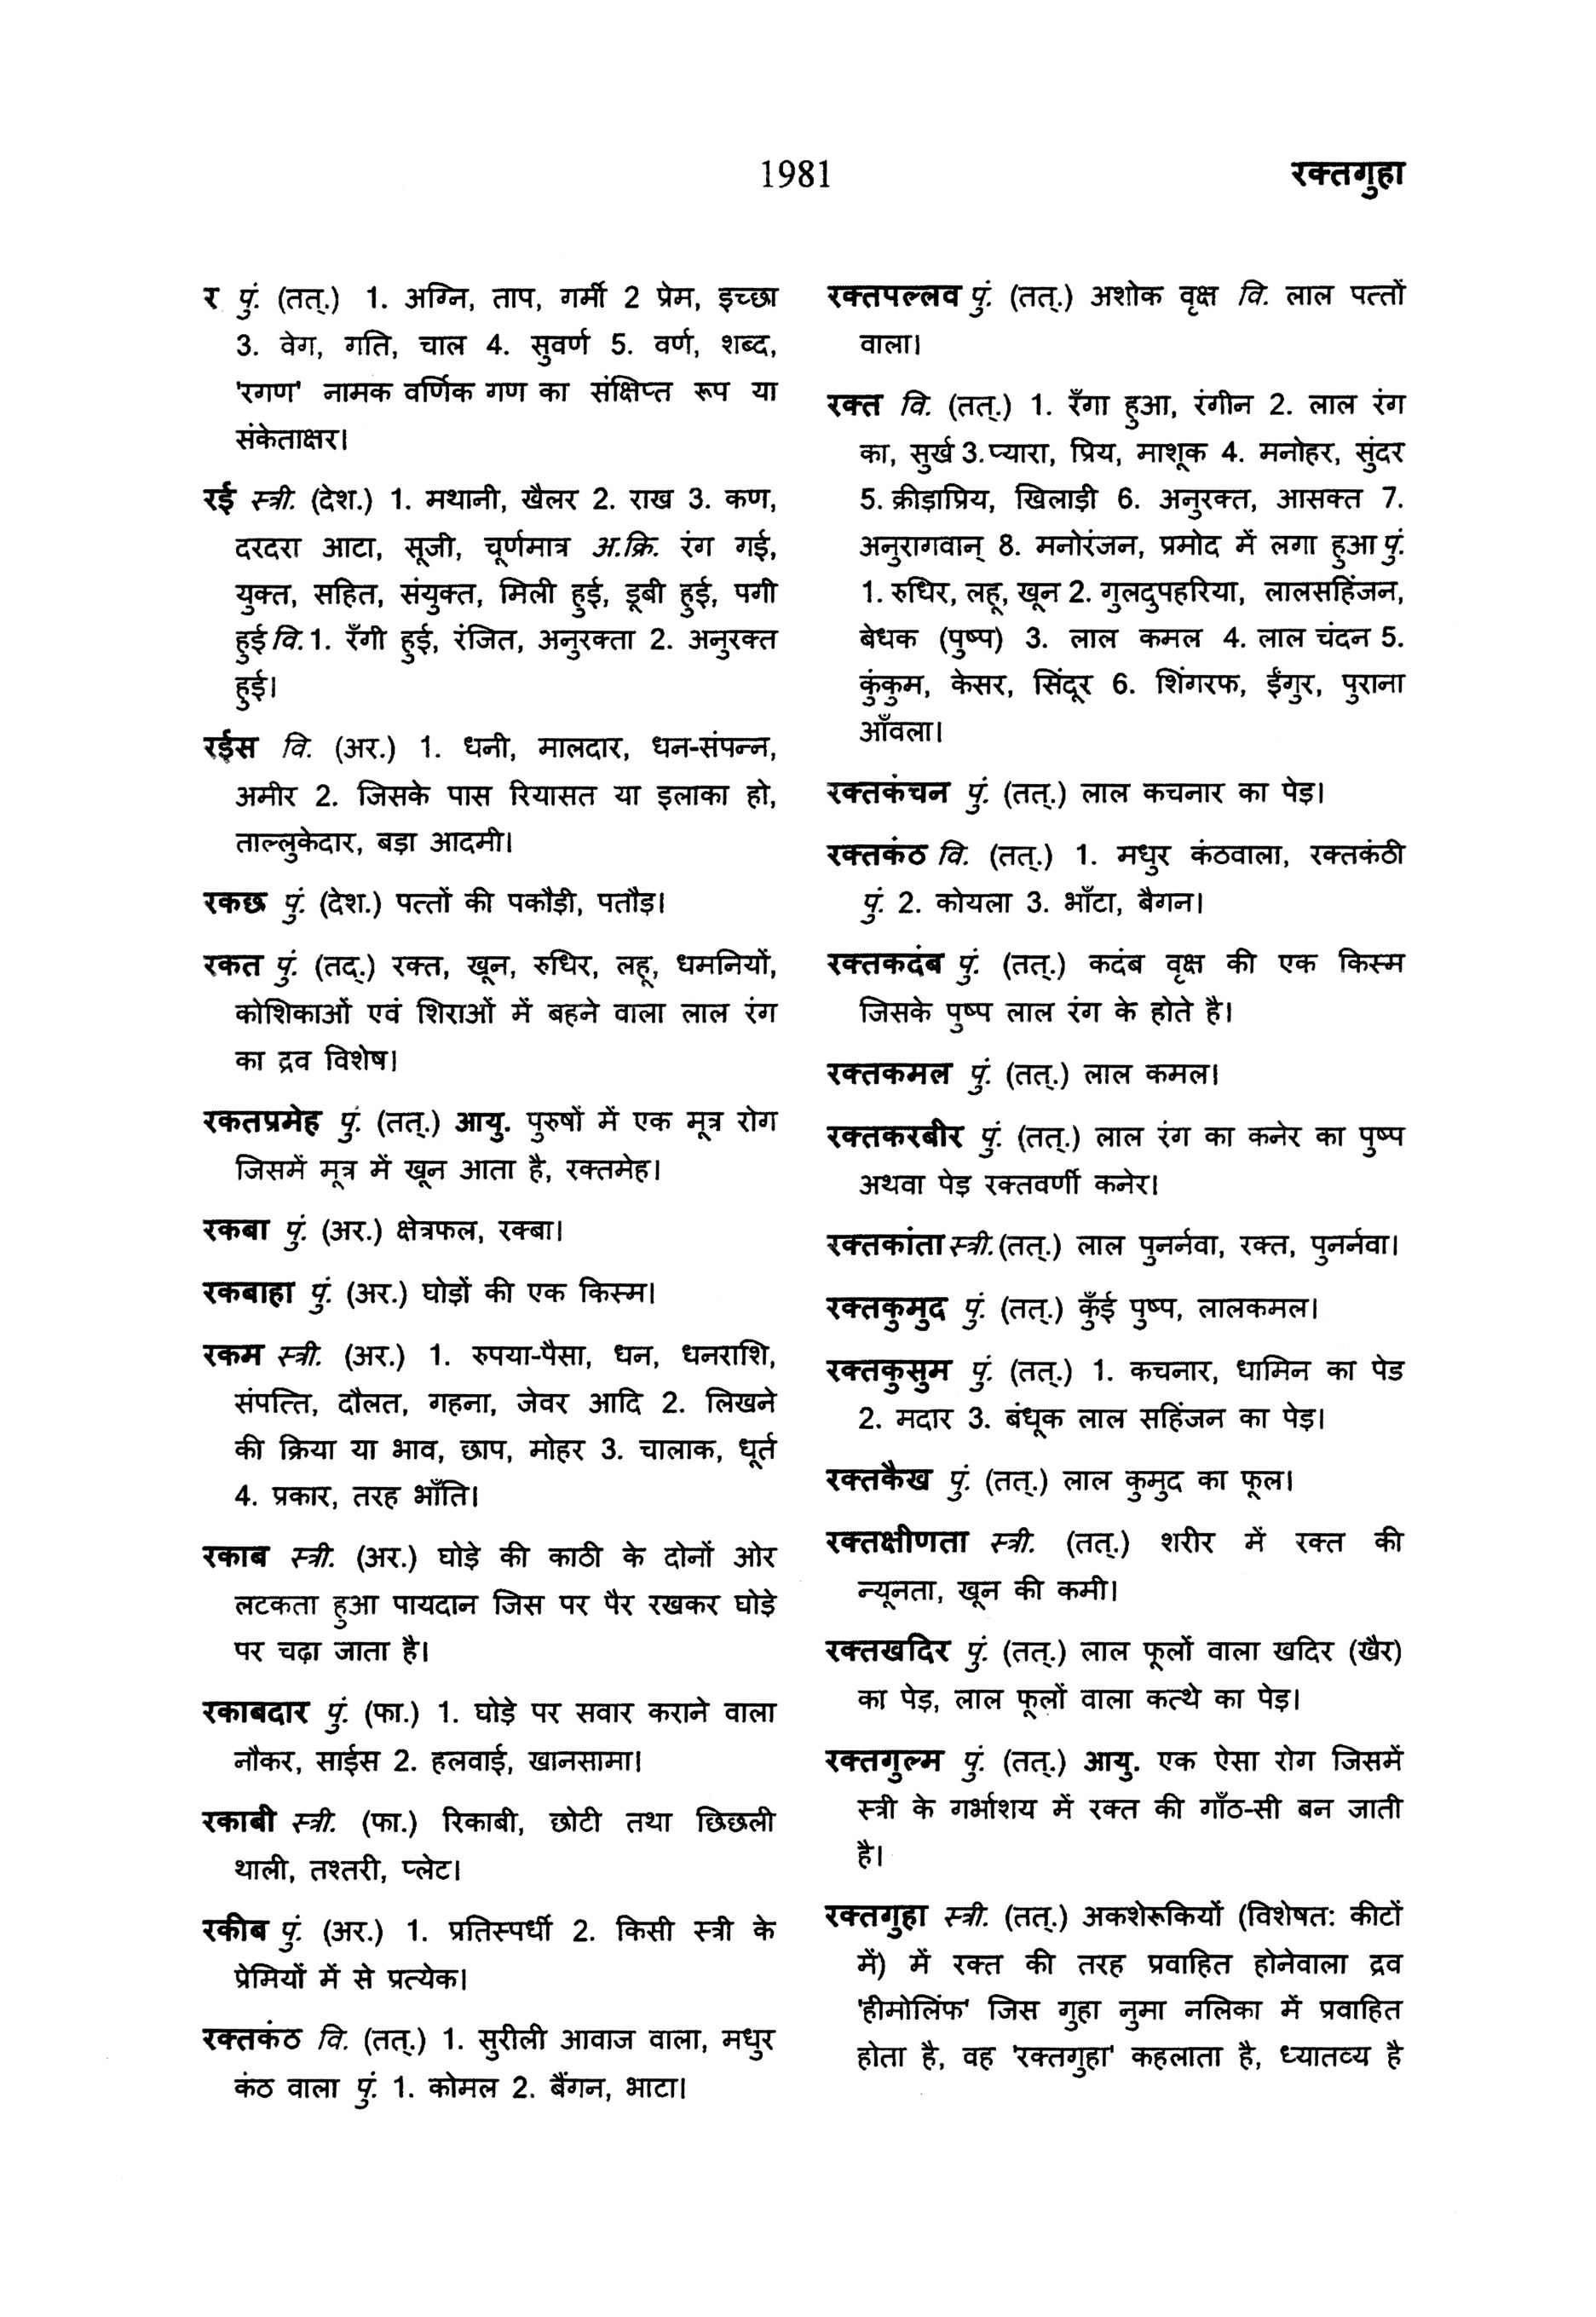 1981
रक्तगुहा
र पुं. (तत्.) 1. अग्नि, ताप, गर्मी 2 प्रेम, इच्छा
3. वेग, गति, चाल 4. सुवर्ण 5. वर्ण, शब्द,
'रगण' नामक वर्णिक गण का संक्षिप्त रूप या
संकेताक्षर।
रई स्त्री. (देश.) 1. मथानी, खैलर 2. राख 3. कण,
दरदरा आटा, सूजी, चूर्णमात्र अ.क्रि. रंग गई,
युक्त, सहित, संयुक्त, मिली हुई, डूबी हुई, पगी
हुई वि. 1. रँगी हुई, रंजित, अनुरक्ता 2. अनुरक्त
हुई।
रईस वि. (अर.) 1. धनी, मालदार, धन-संपन्न,
अमीर 2. जिसके पास रियासत या इलाका हो,
ताल्लुकेदार, बड़ा आदमी।
रकछ पुं. (देश.) पत्तों की पकौड़ी, पतौड़।
रकत पुं. (तद्.) रक्त, खून, रुधिर, लहू, धमनियों,
कोशिकाओं एवं शिराओं में बहने वाला लाल रंग
का द्रव विशेष।
रकतप्रमेह पुं. (तत्.) आयु. पुरुषों में एक मूत्र रोग
जिसमें मूत्र में खून आता है, रक्तमेह।
रकबा पुं. (अर.) क्षेत्रफल, रक्बा।
रकबाहा पुं. (अर.) घोड़ों की एक किस्म।
रकम स्त्री. (अर.) 1. रुपया-पैसा, धन, धनराशि,
संपत्ति, दौलत, गहना, जेवर आदि 2. लिखने
की क्रिया या भाव, छाप, मोहर 3. चालाक, धूर्त
4. प्रकार, तरह भाँति।
रकाब स्त्री. (अर.) घोड़े की काठी के दोनों ओर
लटकता हुआ पायदान जिस पर पैर रखकर घोड़े
पर चढ़ा जाता है।
रकाबदार पुं. (फा.) 1. घोड़े पर सवार कराने वाला
नौकर, साईस 2. हलवाई, खानसामा।
रकाबी स्त्री. (फा.) रिकाबी, छोटी तथा छिछली
थाली, तश्तरी, प्लेट।
रकीब पुं. (अर.) 1. प्रतिस्पर्धी 2. किसी स्त्री के
प्रेमियों में से प्रत्येक।
रक्तकंठ वि. (तत्.) 1. सुरीली आवाज वाला, मधुर
कंठ वाला पुं. 1. कोमल 2. बैंगन, भाटा।
रक्तपल्लव पुं. (तत्.) अशोक वृक्ष वि. लाल पत्तों
वाला।
रक्त वि. (तत्.) 1. रँगा हुआ, रंगीन 2. लाल रंग
का, सुर्ख 3.प्यारा, प्रिय, माशूक 4. मनोहर, सुंदर
5. क्रीड़ाप्रिय, खिलाड़ी 6. अनुरक्त, आसक्त 7.
अनुरागवान् 8. मनोरंजन, प्रमोद में लगा हुआ पुं.
1. रुधिर, लहू, खून 2. गुलदुपहरिया, लालसहिंजन,
बेधक (पुष्प) 3. लाल कमल 4. लाल चंदन 5.
कुंकुम, केसर, सिंदूर 6. शिंगरफ, ईंगुर, पुराना
आँवला।
रक्तकंचन पुं. (तत्.) लाल कचनार का पेड़।
रक्तकंठ वि. (तत्.) 1. मधुर कंठवाला, रक्तकंठी
पुं. 2. कोयला 3. भाँटा, बैगन।
रक्तकदंब पुं. (तत्.) कदंब वृक्ष की एक किस्म
जिसके पुष्प लाल रंग के होते है।
रक्तकमल पुं. (तत्.) लाल कमल।
रक्तकरबीर पुं. (तत्.) लाल रंग का कनेर का पुष्प
अथवा पेड़ रक्तवर्णी कनेर।
रक्तकांता स्त्री. (तत्.) लाल पुनर्नवा, रक्त, पुनर्नवा।
रक्तकुमुद पुं. (तत्.) कुँई पुष्प, लालकमल।
रक्तकुसुम पुं. (तत्.) 1. कचनार, धामिन का पेड
2. मदार 3. बंधूक लाल सहिंजन का पेड़।
रक्तकैख पुं. (तत्.) लाल कुमुद का फूल।
रक्तक्षीणता स्त्री. (तत्.) शरीर में रक्त की
न्यूनता, खून की कमी।
रक्तखदिर पुं. (तत्.) लाल फूलों वाला खदिर (खैर)
का पेड़, लाल फूलों वाला कत्थे का पेड़।
रक्तगुल्म पुं. (तत्.) आयु. एक ऐसा रोग जिसमें
स्त्री के गर्भाशय में रक्त की गाँठ-सी बन जाती
है।
रक्तगुहा स्त्री. (तत्.) अकशेरूकियों (विशेषत: कीटों
में) में रक्त की तरह प्रवाहित होनेवाला द्रव
'हीमोलिंफ' जिस गुहा नुमा नलिका में प्रवाहित
होता है, वह 'रक्तगुहा' कहलाता है, ध्यातव्य है